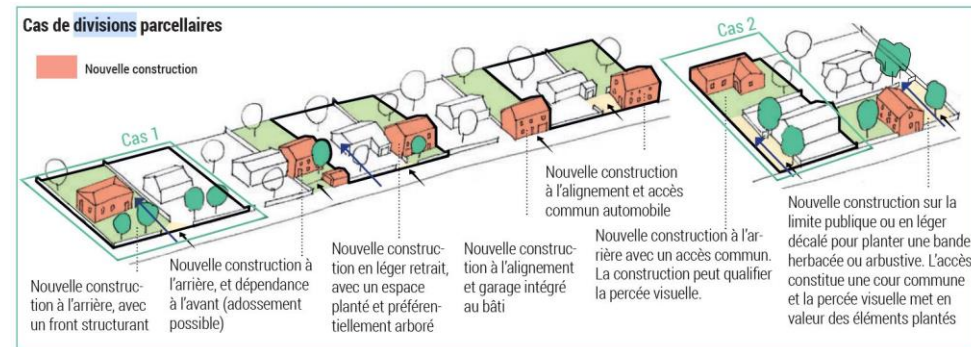 Cas de divisions parcellaires
Nouvelle construction
Cas 1
Cas 2
Nouvelle construc-
tion à l'arrière, avec
un front structurant
Nouvelle construction à
l'arrière, et dépendance
à l'avant (adossement
possible)
Nouvelle construc-
tion en léger retrait,
avec un espace
planté et préféren-
tiellement arboré
Nouvelle construc-
tion à l'alignement
et garage intégré
au bâti
Nouvelle construction
à l'alignement et accès
commun automobile
Nouvelle construction à l'ar-
rière avec un accès commun.
La construction peut qualifier
la percée visuelle.
Nouvelle construction sur la
limite publique ou en léger
décalé pour planter une bande
herbacée ou arbustive. L'accès
constitue une cour commune
et la percée visuelle met en
valeur des éléments plantés